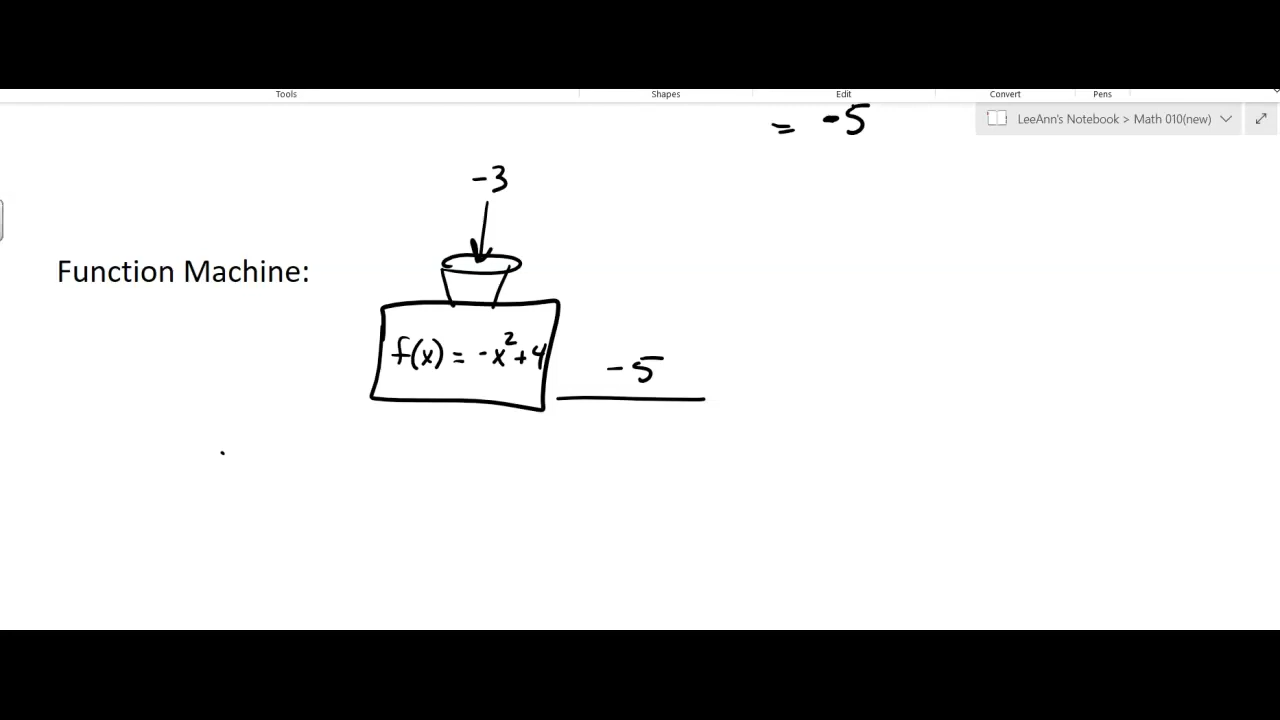 Tools Shapes Edit Convert Pens
= -5
LeeAnn's Notebook > Math 010(new)
-3
Function Machine:
f(x) = -x²+4
-5